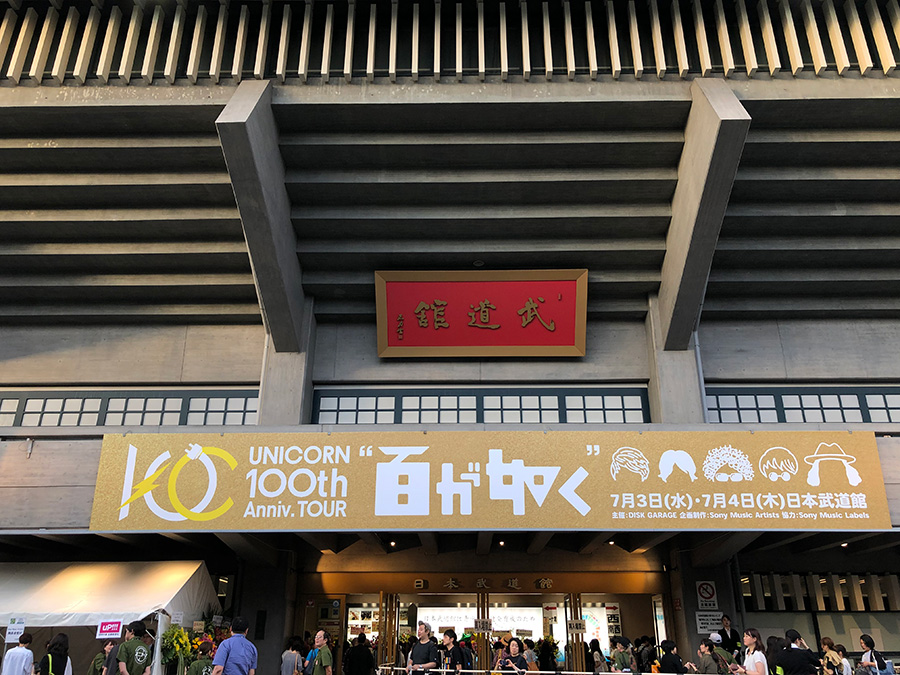 武道舘
UNICORN
100th
Anniv. TOUR
“百が如く”
7月3日(水)・7月4日(木)日本武道館
主催:DISK GARAGE 企画制作:Sony Music Artists 協力:Sony Music Labels
日本武道館
UP!